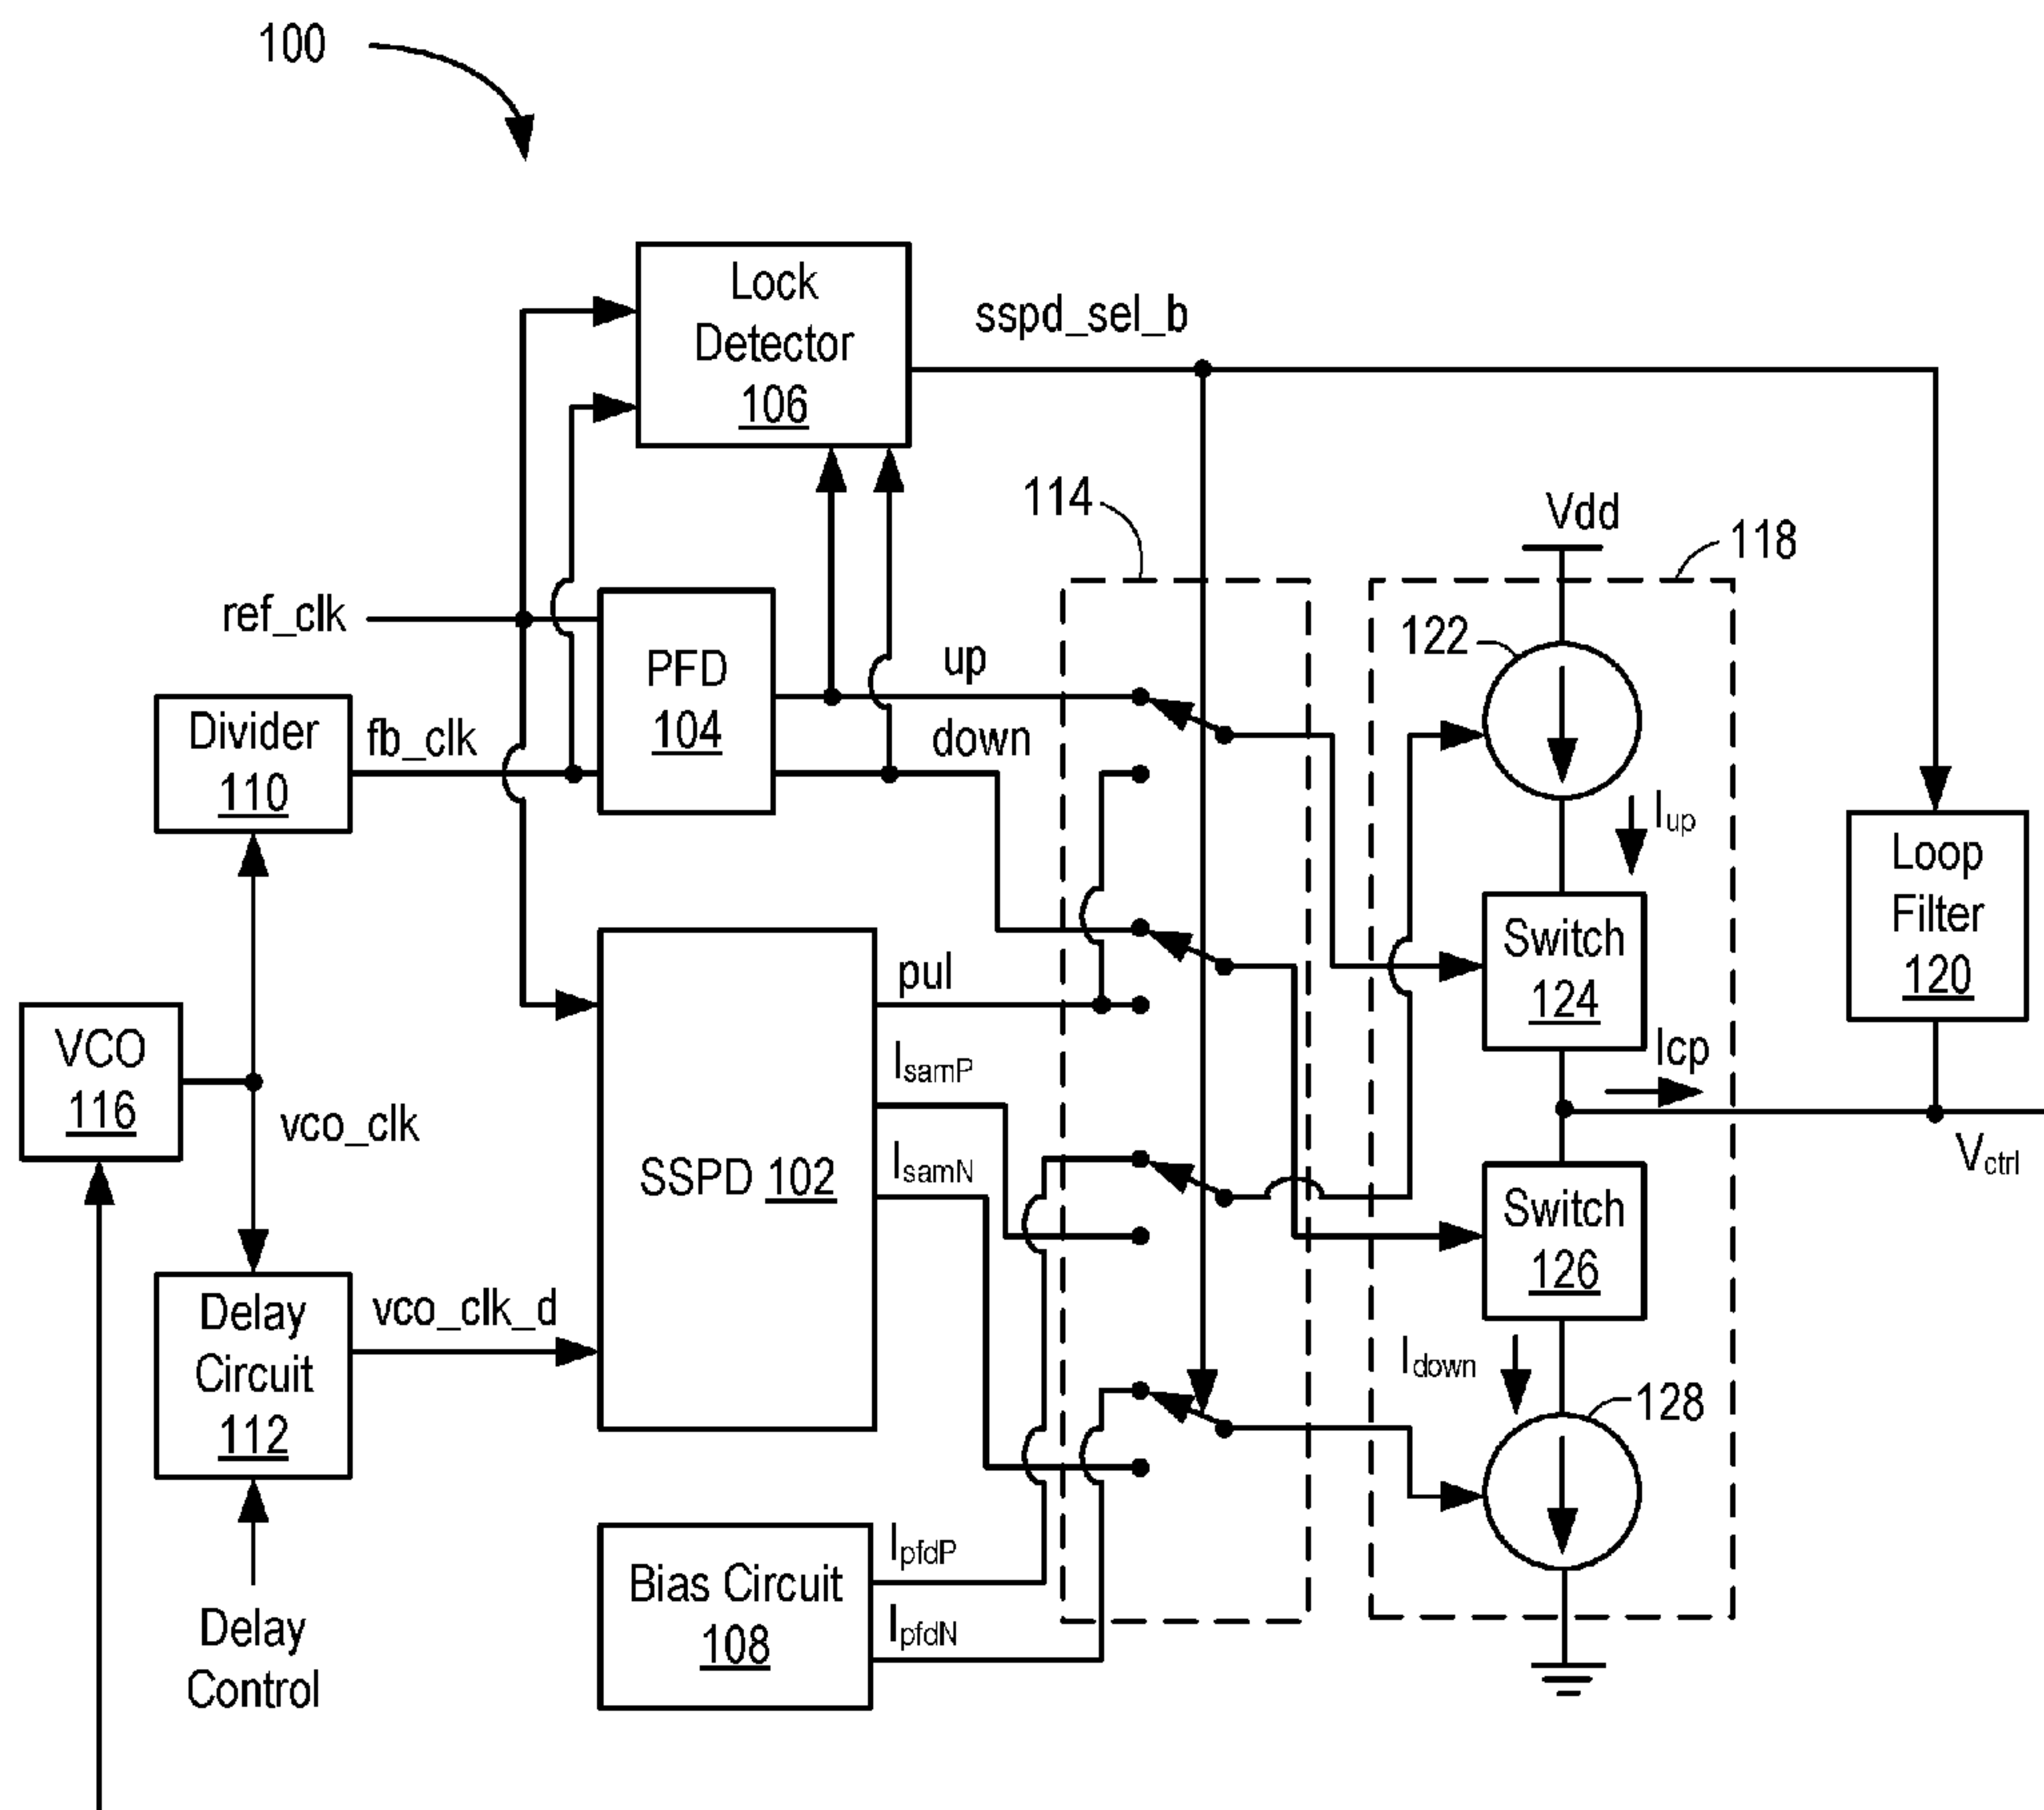 100
Lock
Detector
106
sspd_sel_b
114
Vdd
118
ref_clk
122
PFD
104
up
Divider
110
fb_clk
down
Iup
Loop
Filter
120
Switch
124
pul
VCO
116
IsamP
Icp
vco_clk
SSPD 102
IsamN
Vctrl
Switch
126
Delay
Circuit
112
vco_clk_d
Idown
128
Bias Circuit
108
IpfdP
IpfdN
Delay
Control